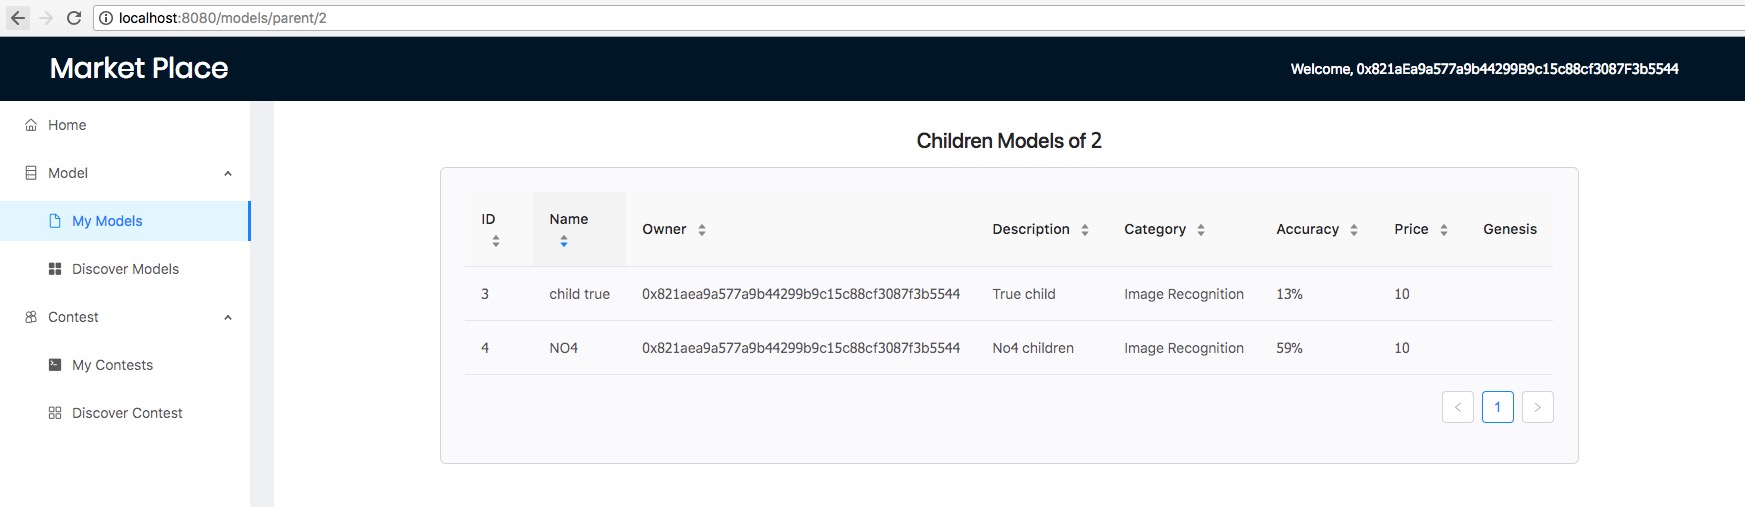 localhost:8080/models/parent/2
Market Place
Welcome, 0x821aEa9a577a9b44299B9c15c88cf3087F3b5544
Home
Model
My Models
Discover Models
Contest
My Contests
Discover Contest
Children Models of 2
ID Name Owner Description Category Accuracy Price Genesis
3 child true 0x821aea9a577a9b44299b9c15c88cf3087f3b5544 True child Image Recognition 13% 10
4 NO4 0x821aea9a577a9b44299b9c15c88cf3087f3b5544 No4 children Image Recognition 59% 10
< 1 >